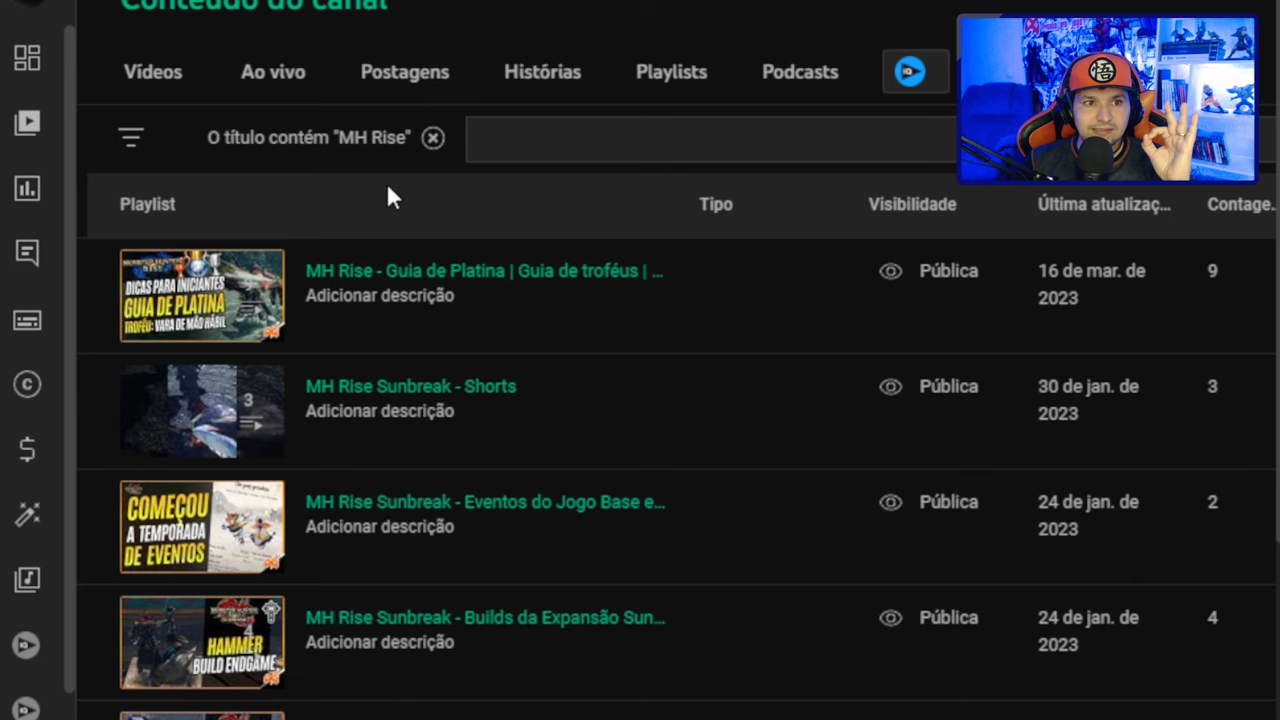 Conteúdo do canal
Vídeos
Ao vivo
Postagens
Histórias
Playlists
Podcasts
O título contém "MH Rise"
Playlist
Tipo
Visibilidade
Última atualizaç...
Contage...
DICAS PARA INICIANTES
GUIA DE PLATINA
TROFÉU: VARA DE MÃO HÁBIL
MH Rise - Guia de Platina | Guia de troféus | ...
Adicionar descrição
Pública
16 de mar. de
2023
9
3
MH Rise Sunbreak - Shorts
Adicionar descrição
Pública
30 de jan. de
2023
3
COMEÇOU
A TEMPORADA
DE EVENTOS
MH Rise Sunbreak - Eventos do Jogo Base e...
Adicionar descrição
Pública
24 de jan. de
2023
2
4
HAMMER
BUILD ENDGAME
MH Rise Sunbreak - Builds da Expansão Sun...
Adicionar descrição
Pública
24 de jan. de
2023
4